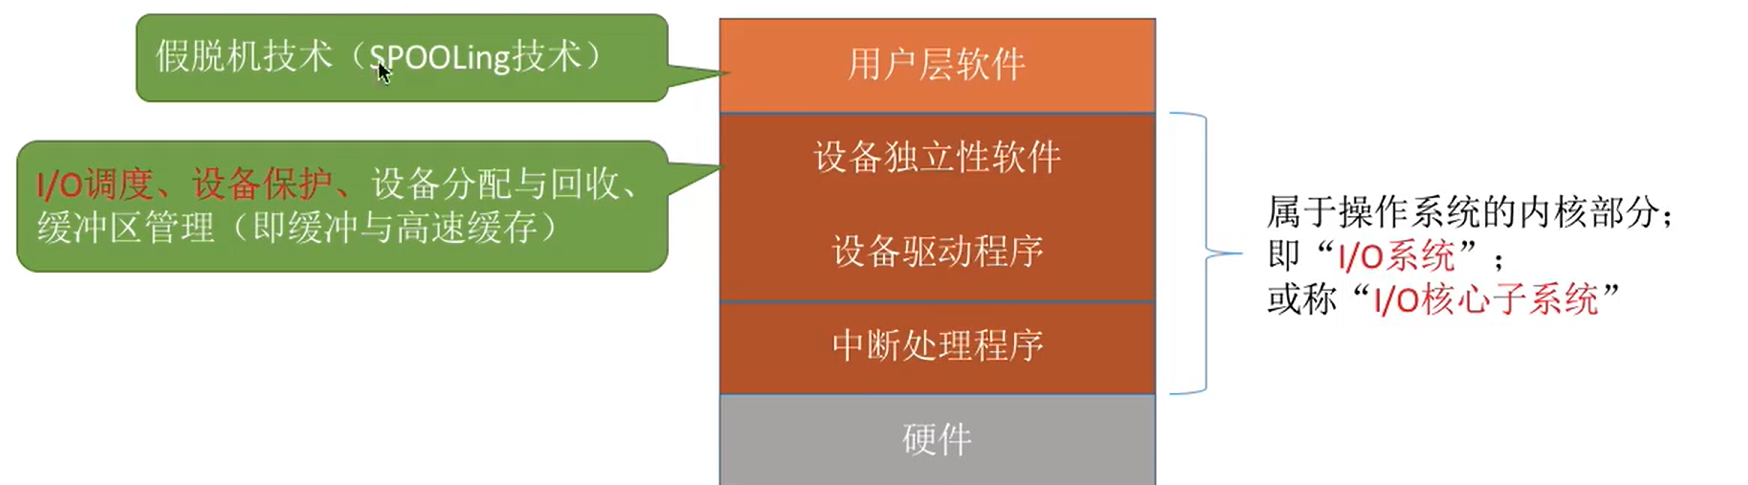 假脱机技术（SPOOLing技术）
用户层软件
I/O调度、设备保护、设备分配与回收、
缓冲区管理（即缓冲与高速缓存）
设备独立性软件
设备驱动程序
中断处理程序
硬件
属于操作系统的内核部分；
即“I/O系统”；
或称“I/O核心子系统”